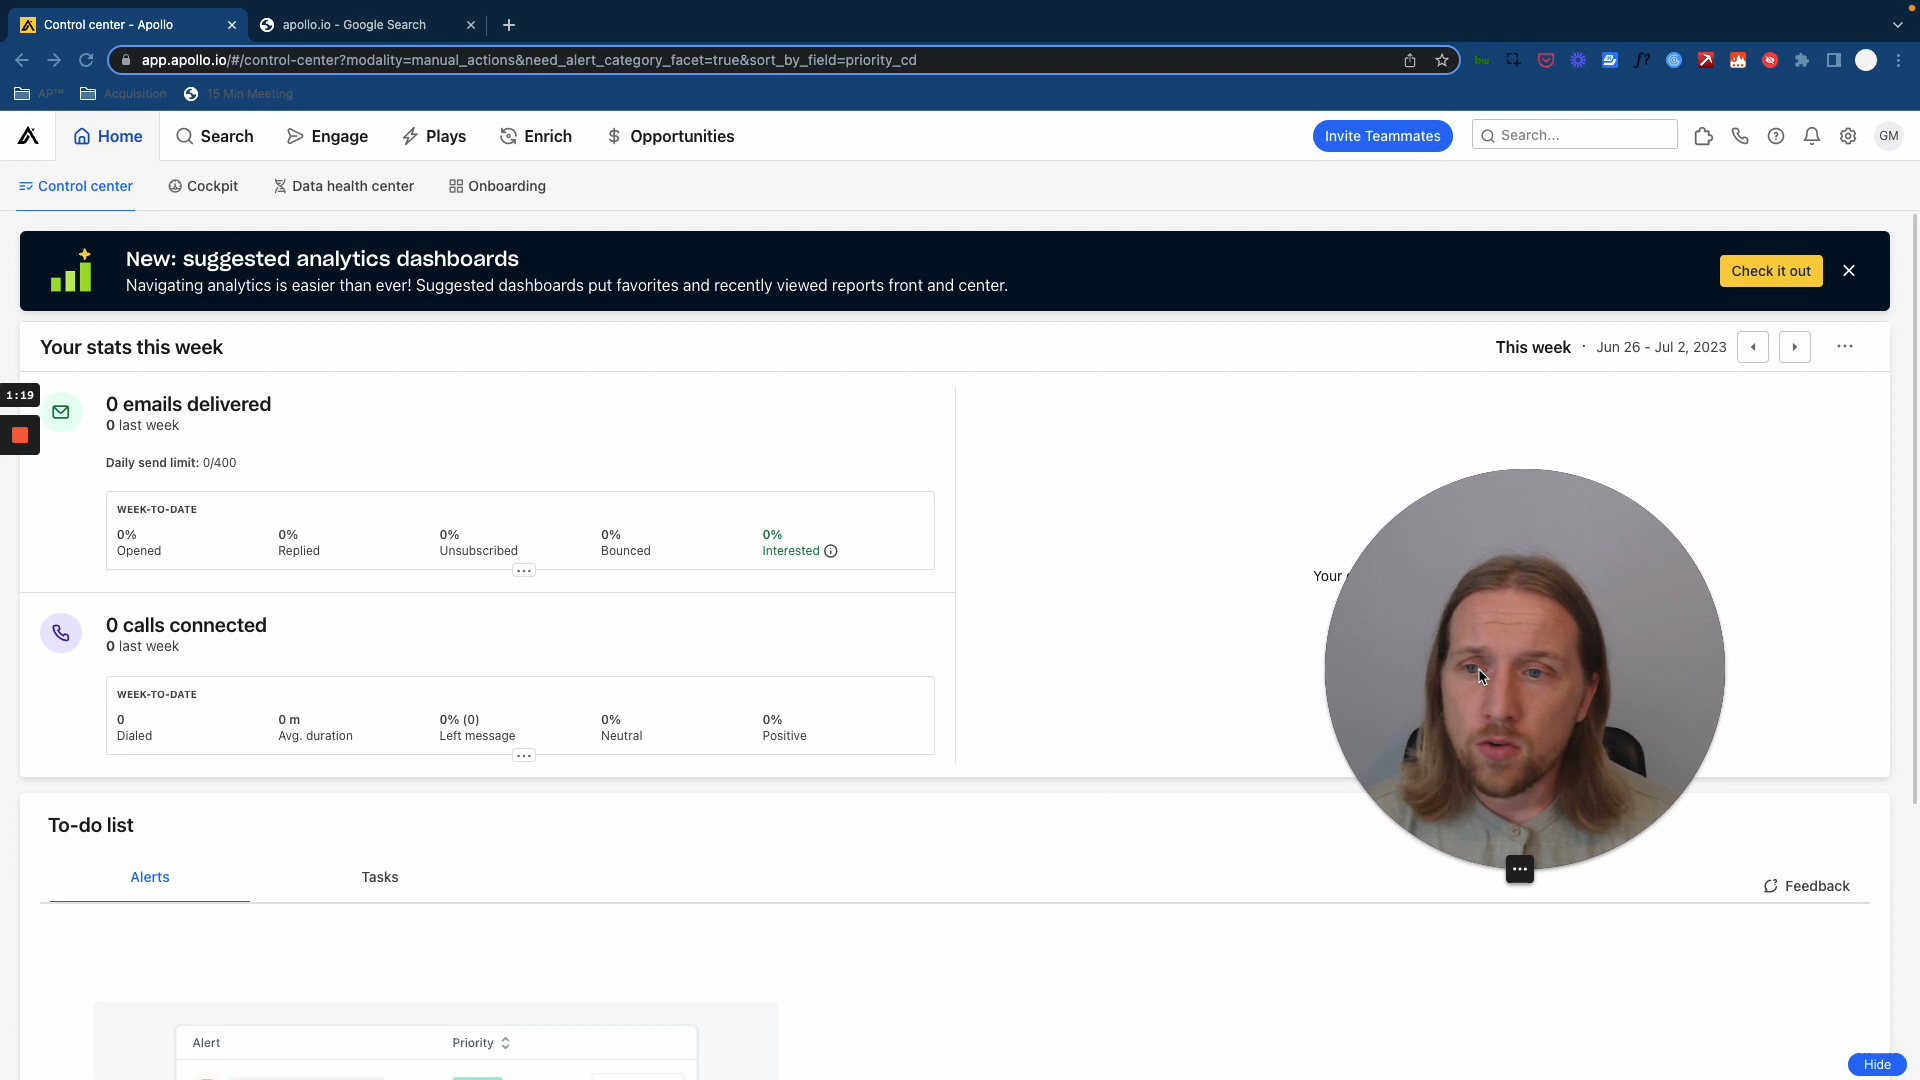 Control center - Apollo
apollo.io - Google Search
app.apollo.io/#/control-center?modality=manual_actions&need_alert_category_facet=true&sort_by_field=priority_cd
AP™ Acquisition 15 Min Meeting
Home Search Engage Plays Enrich Opportunities
Invite Teammates
Search...
GM
Control center Cockpit Data health center Onboarding
New: suggested analytics dashboards
Navigating analytics is easier than ever! Suggested dashboards put favorites and recently viewed reports front and center.
Check it out
Your stats this week
This week · Jun 26 - Jul 2, 2023
1:19
0 emails delivered
0 last week
Daily send limit: 0/400
WEEK-TO-DATE
0% 0% 0% 0% 0%
Opened Replied Unsubscribed Bounced Interested
Your
0 calls connected
0 last week
WEEK-TO-DATE
0 0 m 0% (0) 0% 0%
Dialed Avg. duration Left message Neutral Positive
To-do list
Alerts Tasks
Feedback
Alert Priority
Hide